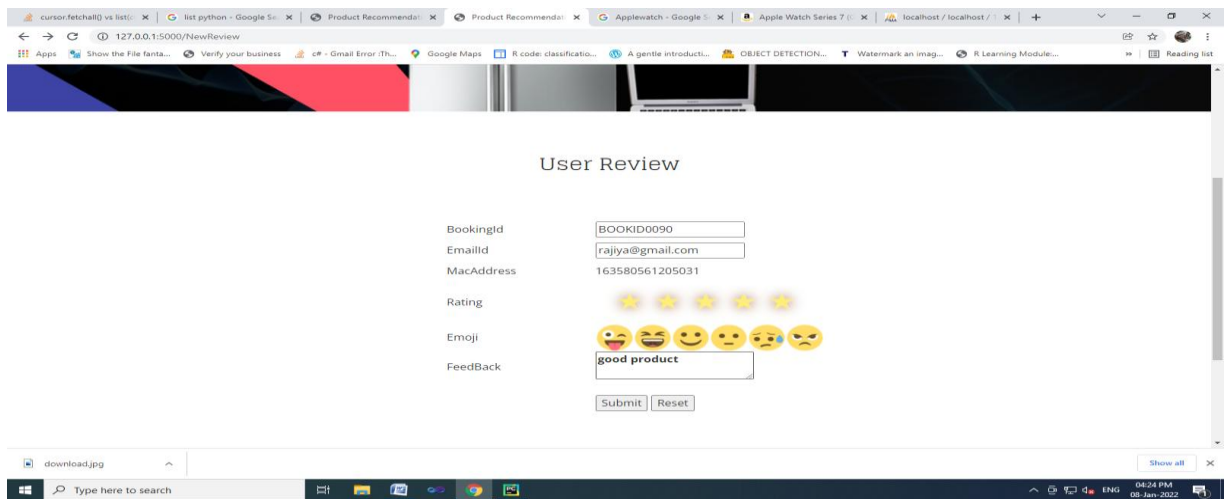 cursor.fetchall() vs list(c
list python - Google Se
Product Recommendat
Product Recommendat
Applewatch - Google S
Apple Watch Series 7 (
localhost / localhost /
127.0.0.1:5000/NewReview
Apps
Show the File fanta...
Verify your business
c# - Gmail Error :Th...
Google Maps
R code: classificatio...
A gentle introducti...
OBJECT DETECTION...
Watermark an imag...
R Learning Module:...
»
Reading list
User Review
BookingId BOOKID0090
EmailId rajiya@gmail.com
MacAddress 163580561205031
Rating
Emoji
FeedBack good product
Submit Reset
download.jpg
Show all
Type here to search
ENG
04:24 PM
08-Jan-2022